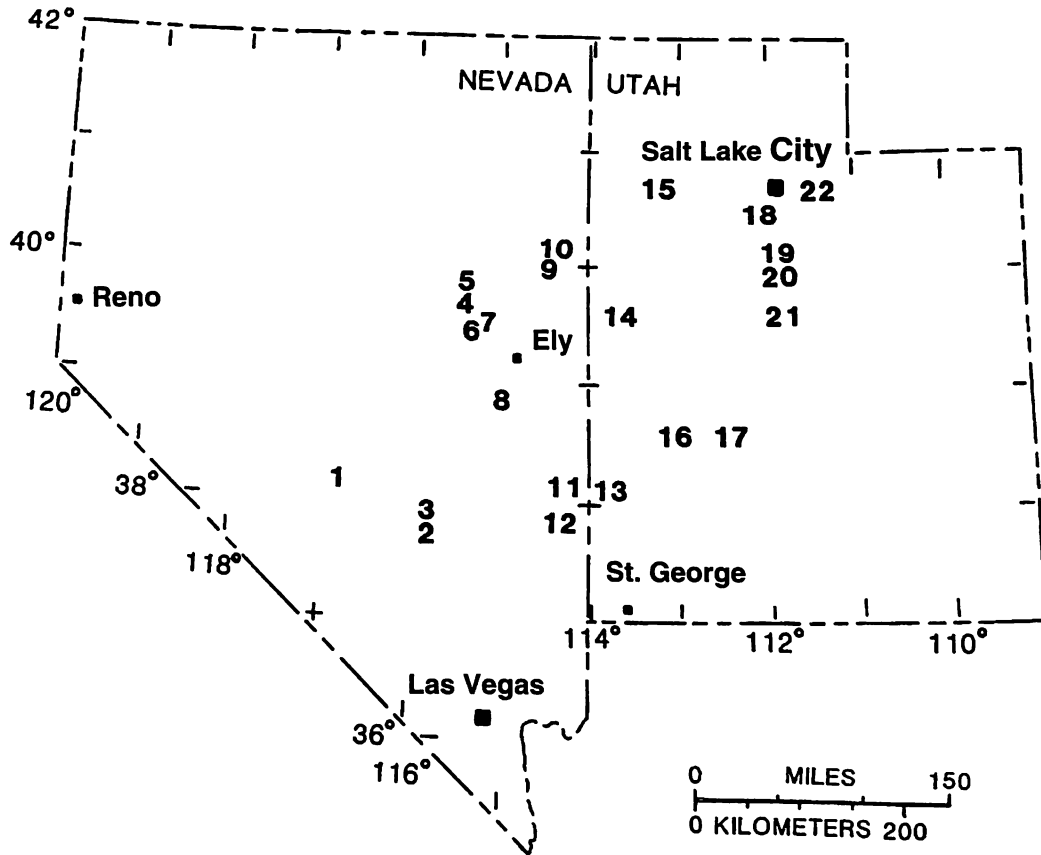 42°
NEVADA UTAH
Salt Lake City
15 22
18
40° 10 19
9 20
5
Reno 4 14 21
6 7
Ely
120° 8
16 17
38° 1
11 13
3 12
2
118°
St. George
114° 112° 110°
Las Vegas
36°
116°
0 MILES 150
0 KILOMETERS 200